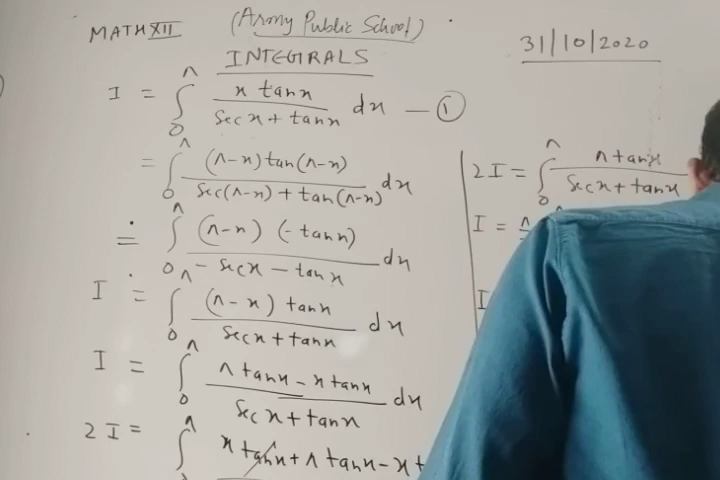 MATH XII (Army Public School)
31/10/2020
INTEGRALS
I = ∫₀^π x tanx / (secx + tanx) dx — ①
= ∫₀^π (π-x) tan(π-x) / (sec(π-x) + tan(π-x)) dx
= ∫₀^π (π-x) (-tanx) / (-secx - tanx) dx
I = ∫₀^π (π-x) tanx / (secx + tanx) dx
I = ∫₀^π (π tanx - x tanx) / (secx + tanx) dx
2I = ∫ x tanx + π tanx - x
2I = ∫₀^π π tanx / (secx + tanx)
I = π
I